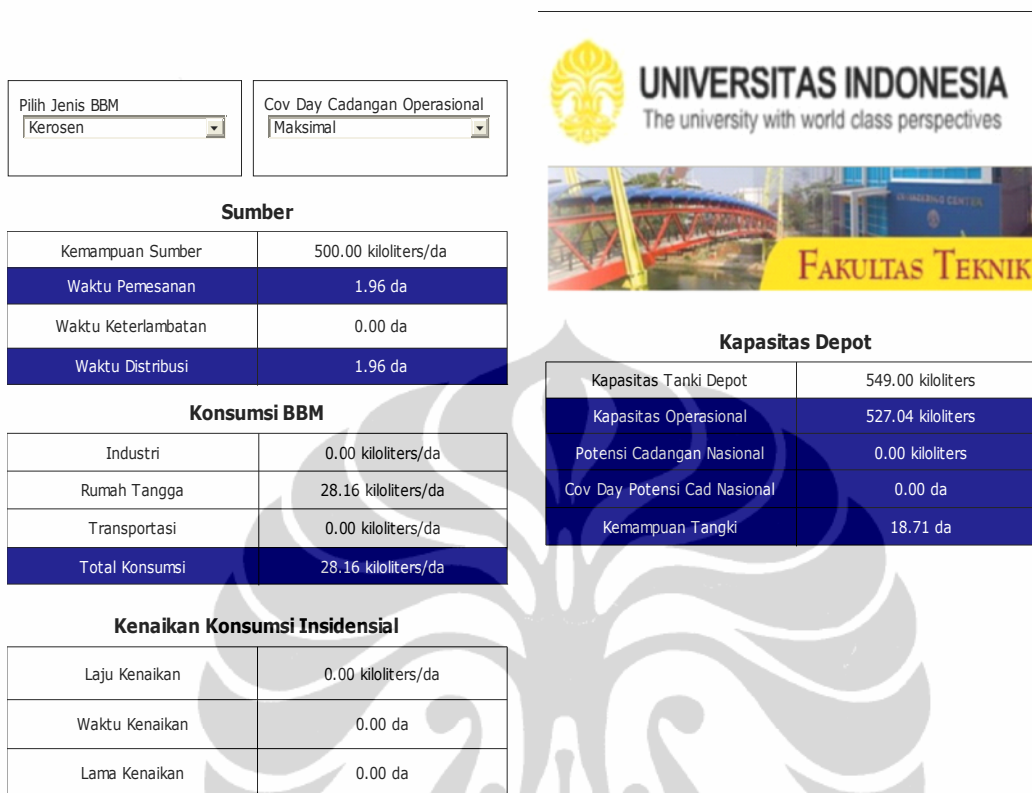 Pilih Jenis BBM
Kerosen
Cov Day Cadangan Operasional
Maksimal
UNIVERSITAS INDONESIA
The university with world class perspectives
ENGINEERING CENTER
FAKULTAS TEKNIK
Sumber
Kemampuan Sumber 500.00 kiloliters/da
Waktu Pemesanan 1.96 da
Waktu Keterlambatan 0.00 da
Waktu Distribusi 1.96 da
Konsumsi BBM
Industri 0.00 kiloliters/da
Rumah Tangga 28.16 kiloliters/da
Transportasi 0.00 kiloliters/da
Total Konsumsi 28.16 kiloliters/da
Kenaikan Konsumsi Insidensial
Laju Kenaikan 0.00 kiloliters/da
Waktu Kenaikan 0.00 da
Lama Kenaikan 0.00 da
Kapasitas Depot
Kapasitas Tanki Depot 549.00 kiloliters
Kapasitas Operasional 527.04 kiloliters
Potensi Cadangan Nasional 0.00 kiloliters
Cov Day Potensi Cad Nasional 0.00 da
Kemampuan Tangki 18.71 da